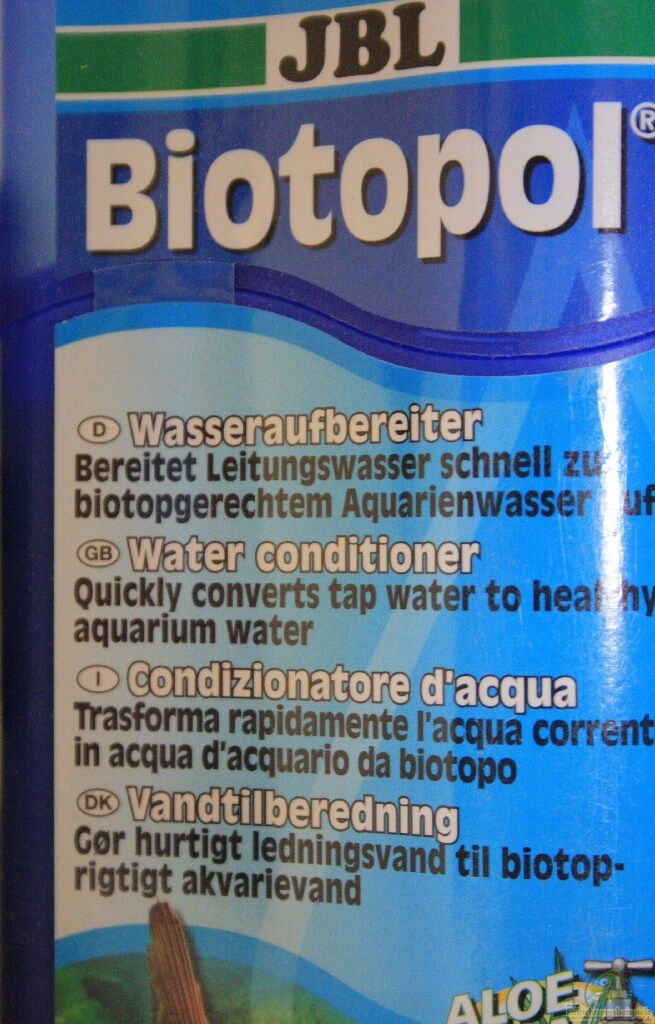 JBL
Biotopol®
D Wasseraufbereiter
Bereitet Leitungswasser schnell zu
biotopgerechtem Aquarienwasser auf
GB Water conditioner
Quickly converts tap water to healthy
aquarium water
I Condizionatore d'acqua
Trasforma rapidamente l'acqua corrent
in acqua d'acquario da biotopo
DK Vandtilberedning
Gør hurtigt ledningsvand til biotop-
rigtigt akvarievand
ALOE